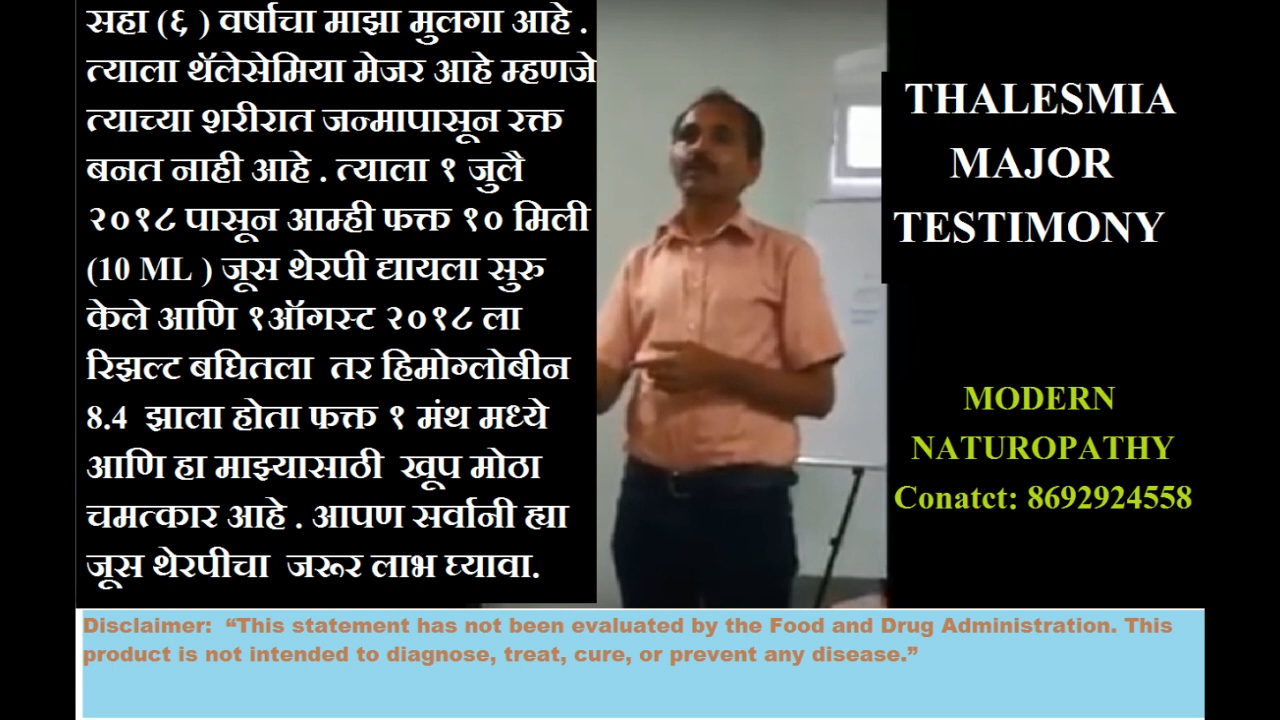 सहा (६ ) वर्षाचा माझा मुलगा आहे .
त्याला थॅलेसेमिया मेजर आहे म्हणजे
त्याच्या शरीरात जन्मापासून रक्त
बनत नाही आहे . त्याला १ जुलै
२०१८ पासून आम्ही फक्त १० मिली
(10 ML ) जूस थेरपी द्यायला सुरु
केले आणि १ऑगस्ट २०१८ ला
रिझल्ट बघितला तर हिमोग्लोबीन
8.4 झाला होता फक्त १ मंथ मध्ये
आणि हा माझ्यासाठी खूप मोठा
चमत्कार आहे . आपण सर्वानी ह्या
जूस थेरपीचा जरूर लाभ घ्यावा.
THALESMIA
MAJOR
TESTIMONY
MODERN
NATUROPATHY
Conatct: 8692924558
Disclaimer: “This statement has not been evaluated by the Food and Drug Administration. This
product is not intended to diagnose, treat, cure, or prevent any disease.”